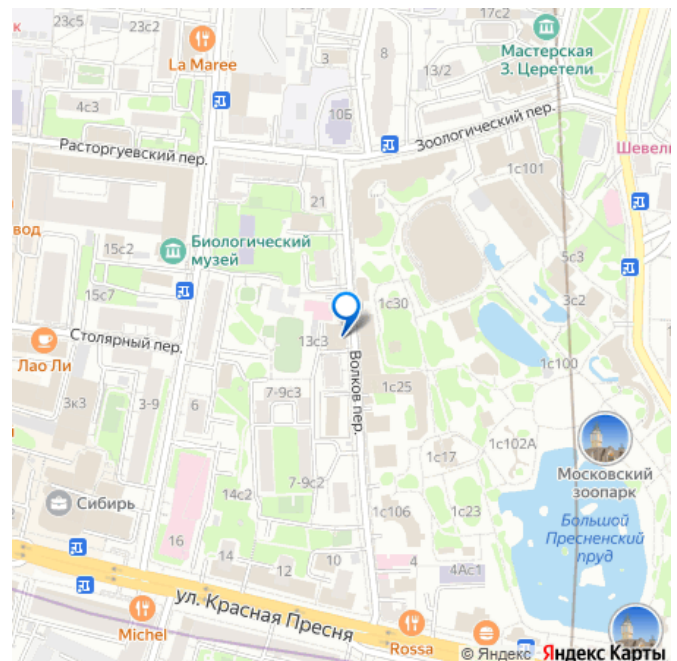 23с5
23с2
17с2
La Maree
3
8
13/2
Мастерская
З. Церетели
4с3
10Б
Зоологический пер.
Расторгуевский пер.
Шевел
1с101
21
вод
15с2
Биологический
музей
5с3
15с7
1с30
3с2
Столярный пер.
13с3
Лао Ли
Волков пер.
1с100
3к3
3-9
6
7-9с3
1с25
1с102А
1с17
Московский
зоопарк
Сибирь
14с2
7-9с2
1с106
1с23
Большой
Пресненский
пруд
16
14
12
10
4
4Ас1
ул. Красная Пресня
Michel
Rossa
© Яндекс Яндекс Карты